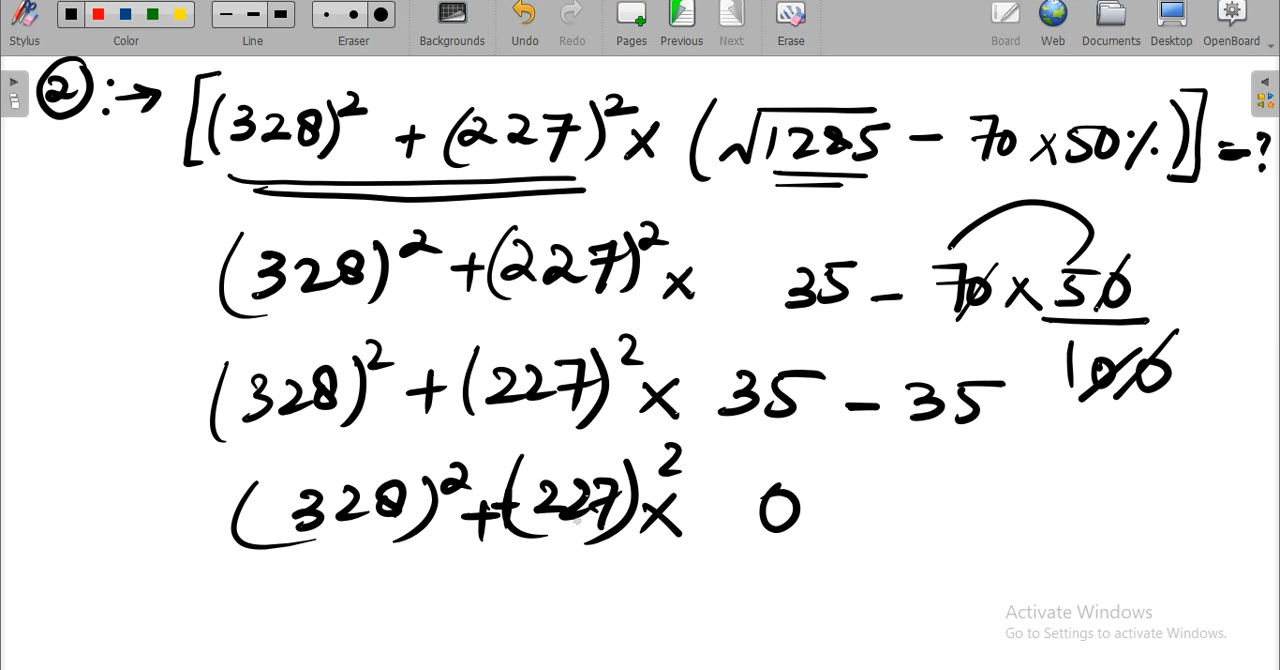 Stylus Color Line Eraser Backgrounds Undo Redo Pages Previous Next Erase Board Web Documents Desktop OpenBoard
② :→ [(328)² + (227)² × (√1285 − 70 × 50%)] = ?
(328)² + (227)² × 35 − 70 × 50/100
(328)² + (227)² × 35 − 35
(328)² + (227)² × 0
Activate Windows
Go to Settings to activate Windows.